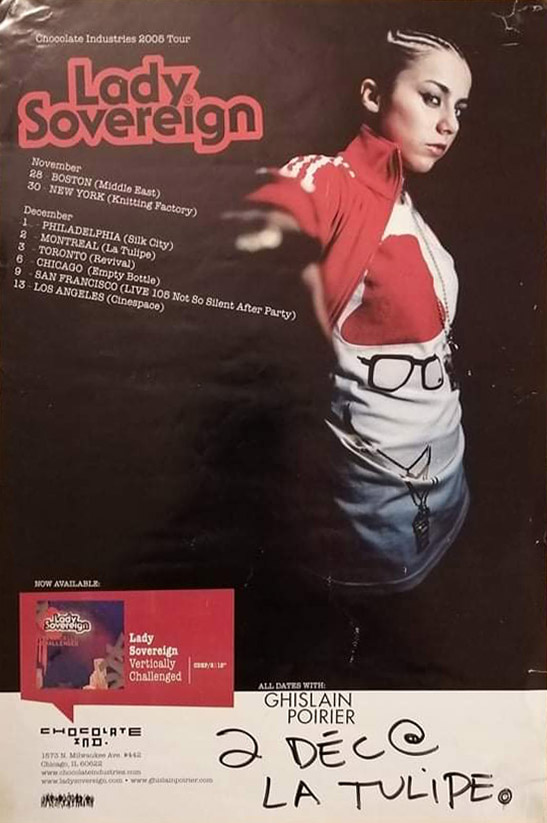 Chocolate Industries 2005 Tour
Lady
Sovereign
November
28 - BOSTON (Middle East)
30 - NEW YORK (Knitting Factory)
December
1 - PHILADELPHIA (Silk City)
2 - MONTREAL (La Tulipe)
3 - TORONTO (Revival)
6 - CHICAGO (Empty Bottle)
9 - SAN FRANCISCO (LIVE 105 Not So Silent After Party)
13 - LOS ANGELES (Cinespace)
NOW AVAILABLE:
Lady
Sovereign
Lady
Sovereign
Vertically
Challenged
ALL DATES WITH:
GHISLAIN
POIRIER
CHOCOLATE
IND.
1573 N. Milwaukee Ave. #442
Chicago, IL 60622
www.chocolateindustries.com
www.ladysovereign.com • www.ghislainpoirier.com
2 DÉC @
LA TULiPE.